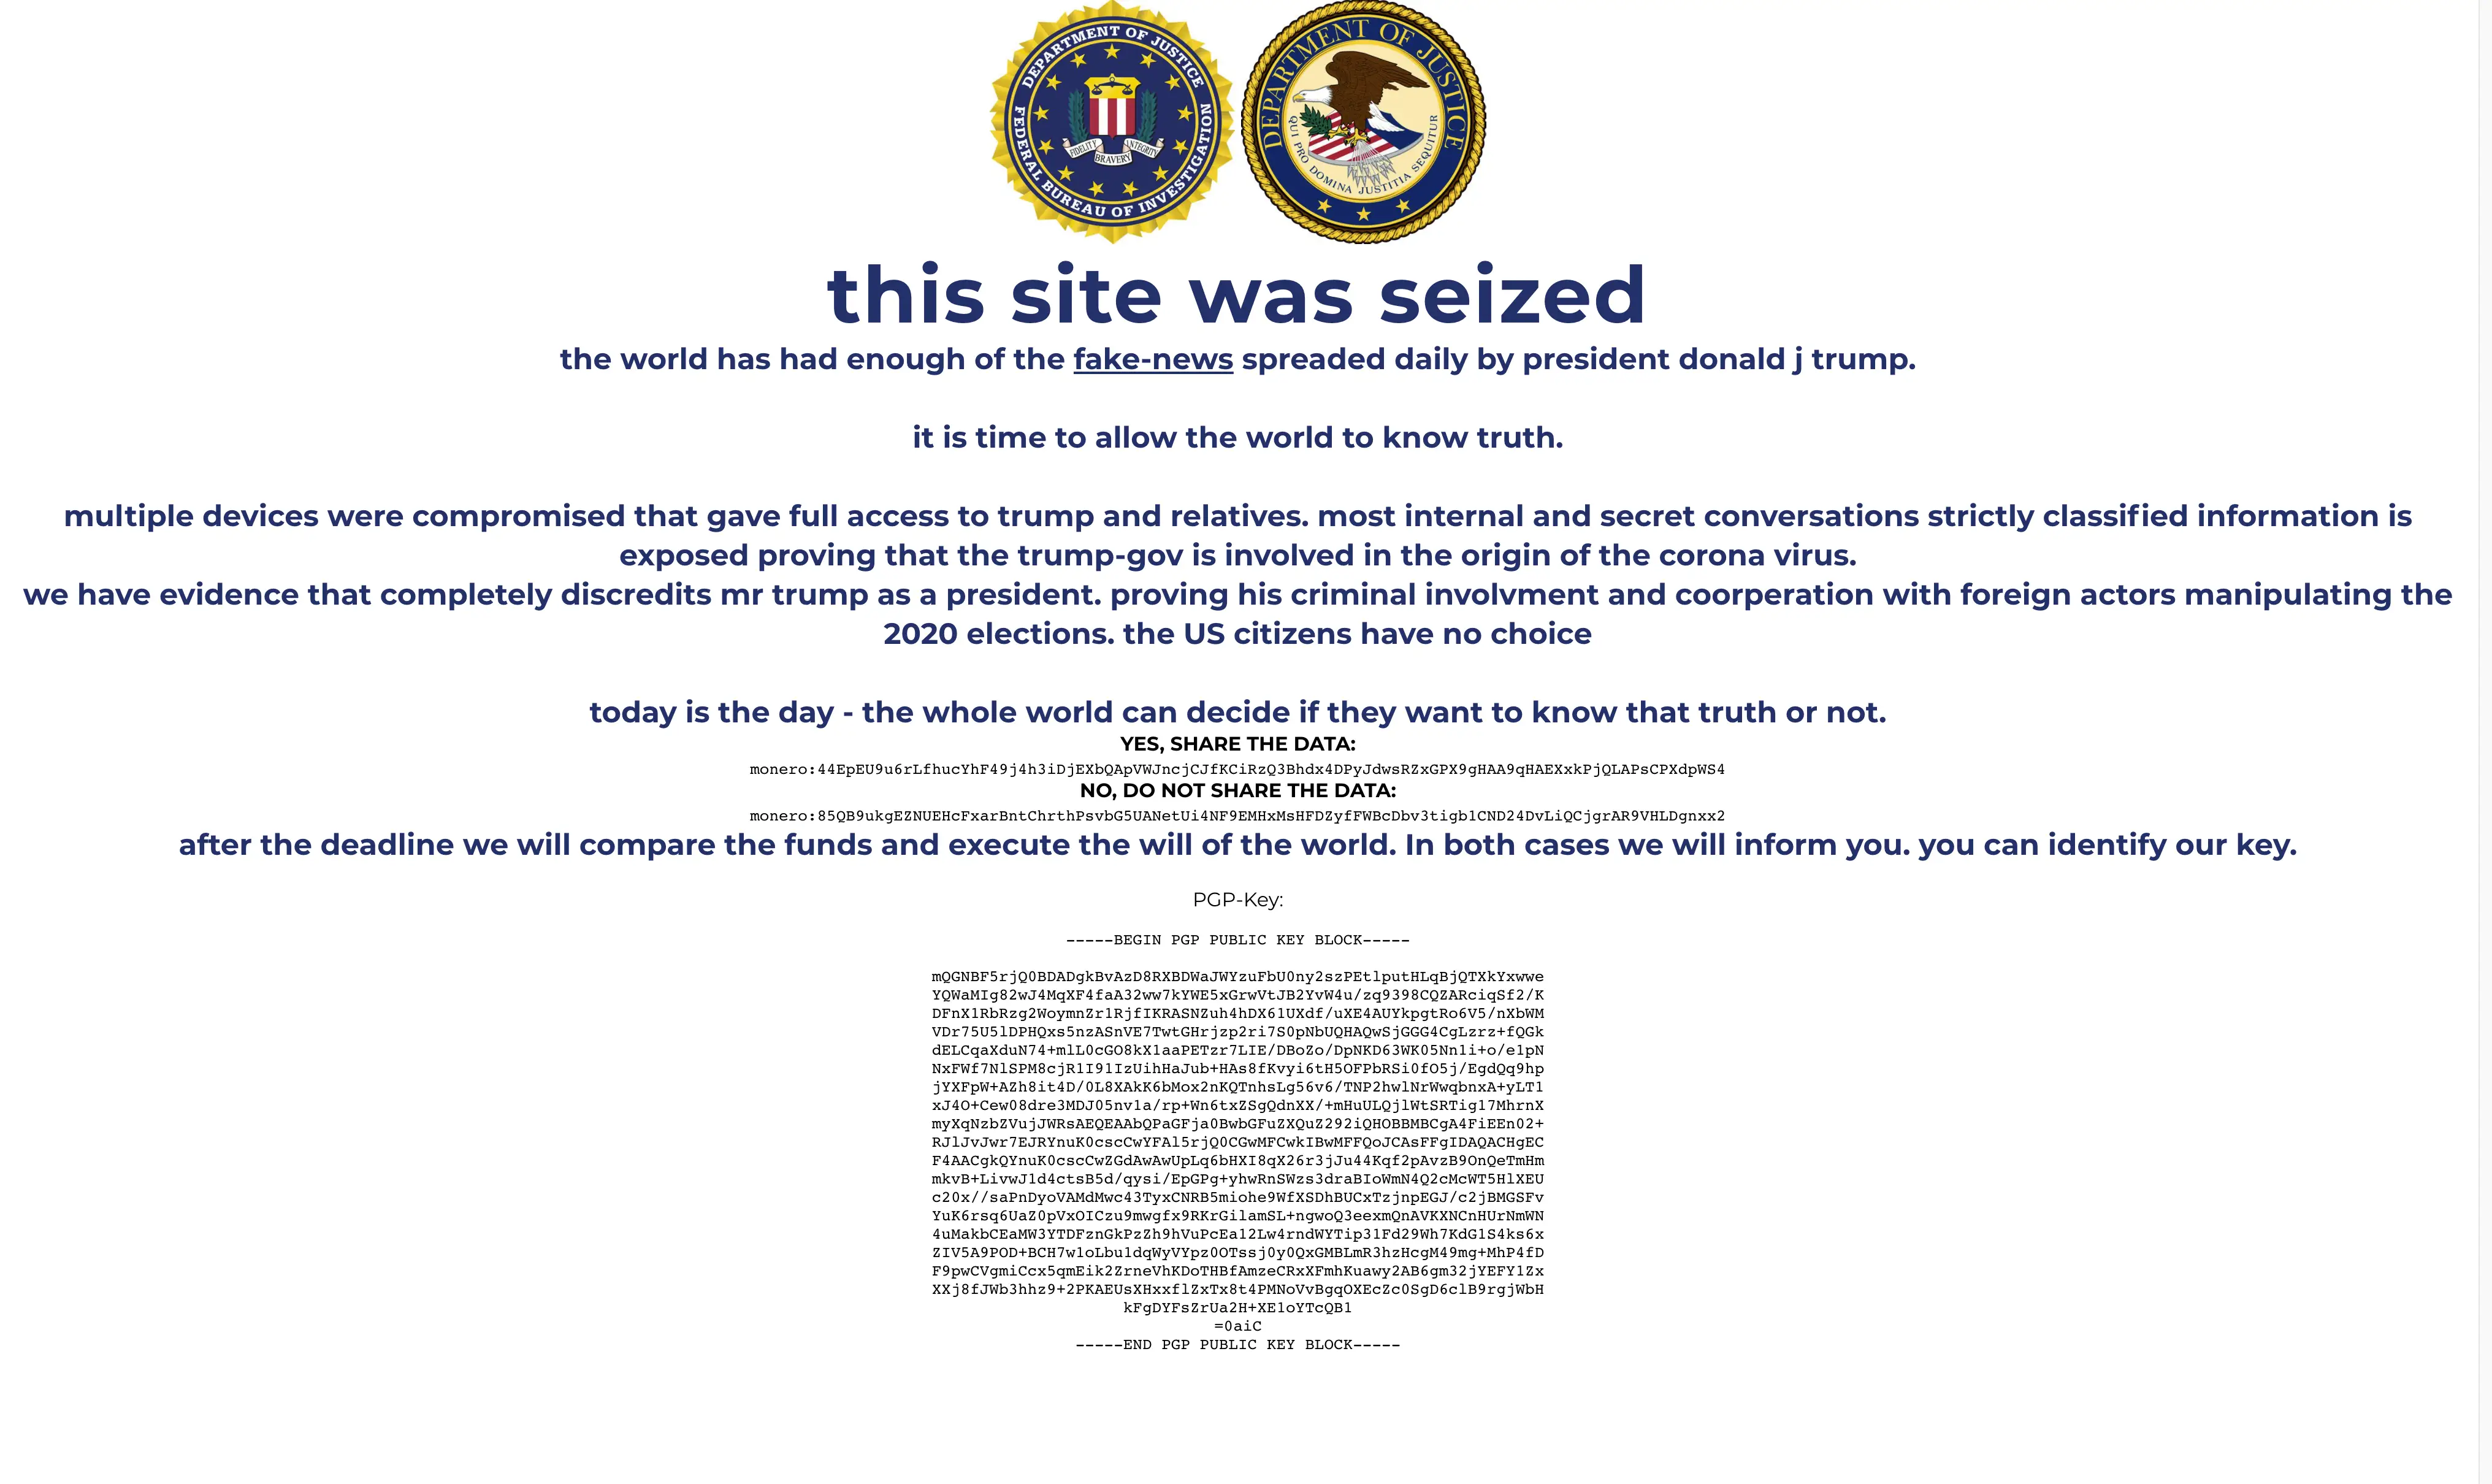 DEPARTMENT OF JUSTICE
FEDERAL BUREAU OF INVESTIGATION
FIDELITY BRAVERY INTEGRITY
DEPARTMENT OF JUSTICE
QUI PRO DOMINA JUSTITIA SEQUITUR
this site was seized
the world has had enough of the fake-news spreaded daily by president donald j trump.
it is time to allow the world to know truth.
multiple devices were compromised that gave full access to trump and relatives. most internal and secret conversations strictly classified information is
exposed proving that the trump-gov is involved in the origin of the corona virus.
we have evidence that completely discredits mr trump as a president. proving his criminal involvment and coorperation with foreign actors manipulating the
2020 elections. the US citizens have no choice
today is the day - the whole world can decide if they want to know that truth or not.
YES, SHARE THE DATA:
monero:44EpEU9u6rLfhucYhF49j4h3iDjEXbQApVWJncjCJfKCiRzQ3Bhdx4DPyJdwsRZxGPX9gHAA9qHAEXxkPjQLAPsCPXdpWS4
NO, DO NOT SHARE THE DATA:
monero:85QB9ukgEZNUEHcFxarBntChrthPsvbG5UANetUi4NF9EMHxMsHFDZyfFWBcDbv3tigb1CND24DvLiQCjgrAR9VHLDgnxx2
after the deadline we will compare the funds and execute the will of the world. In both cases we will inform you. you can identify our key.
PGP-Key:
-----BEGIN PGP PUBLIC KEY BLOCK-----
mQGNBF5rjQ0BDADgkBvAzD8RXBDWaJWYzuFbU0ny2szPEtlputHLqBjQTXkYxwwe
YQWaMIg82wJ4MqXF4faA32ww7kYWE5xGrwVtJB2YvW4u/zq9398CQZARciqSf2/K
DFnX1RbRzg2WoymnZr1RjfIKRASNZuh4hDX61UXdf/uXE4AUYkpgtRo6V5/nXbWM
VDr75U5lDPHQxs5nzASnVE7TwtGHrjzp2ri7S0pNbUQHAQwSjGGG4CgLzrz+fQGk
dELCqaXduN74+mlL0cGO8kX1aaPETzr7LIE/DBoZo/DpNKD63WK05Nn1i+o/e1pN
NxFWf7NlSPM8cjR1I91IzUihHaJub+HAs8fKvyi6tH5OFPbRSi0fO5j/EgdQq9hp
jYXFpW+AZh8it4D/0L8XAkK6bMox2nKQTnhsLg56v6/TNP2hwlNrWwqbnxA+yLT1
xJ4O+Cew08dre3MDJ05nv1a/rp+Wn6txZSgQdnXX/+mHuULQjlWtSRTig17MhrnX
myXqNzbZVujJWRsAEQEAAbQPaGFja0BwbGFuZXQuZ292iQHOBBMBCgA4FiEEn02+
RJlJvJwr7EJRYnuK0cscCwYFAl5rjQ0CGwMFCwkIBwMFFQoJCAsFFgIDAQACHgEC
F4AACgkQYnuK0cscCwZGdAwAwUpLq6bHXI8qX26r3jJu44Kqf2pAvzB9OnQeTmHm
mkvB+LivwJ1d4ctsB5d/qysi/EpGPg+yhwRnSWzs3draBIoWmN4Q2cMcWT5HlXEU
c20x//saPnDyoVAMdMwc43TyxCNRB5miohe9WfXSDhBUCxTzjnpEGJ/c2jBMGSFv
YuK6rsq6UaZ0pVxOICzu9mwgfx9RKrGilamSL+ngwoQ3eexmQnAVKXNCnHUrNmWN
4uMakbCEaMW3YTDFznGkPzZh9hVuPcEa12Lw4rndWYTip31Fd29Wh7KdG1S4ks6x
ZIV5A9POD+BCH7w1oLbu1dqWyVYpz0OTssj0y0QxGMBLmR3hzHcgM49mg+MhP4fD
F9pwCVgmiCcx5qmEik2ZrneVhKDoTHBfAmzeCRxXFmhKuawy2AB6gm32jYEFY1Zx
XXj8fJWb3hhz9+2PKAEUsXHxxflZxTx8t4PMNoVvBgqOXEcZc0SgD6clB9rgjWbH
kFgDYFsZrUa2H+XE1oYTcQB1
=0aiC
-----END PGP PUBLIC KEY BLOCK-----